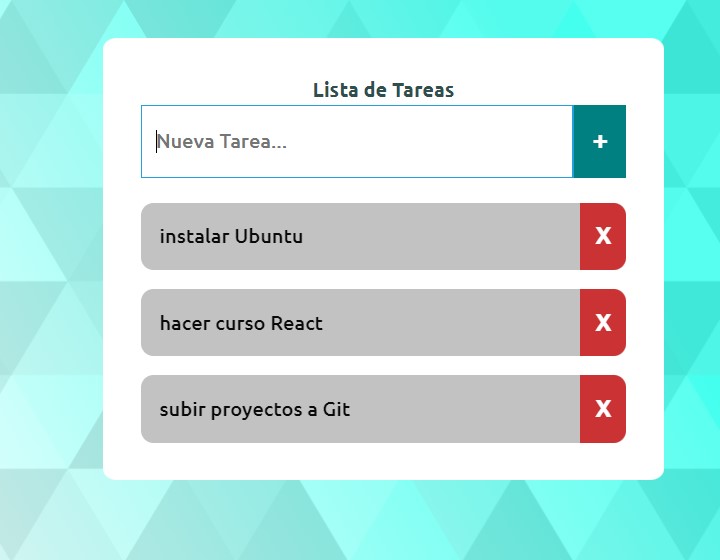 Lista de Tareas
Nueva Tarea...
+
instalar Ubuntu
X
hacer curso React
X
subir proyectos a Git
X